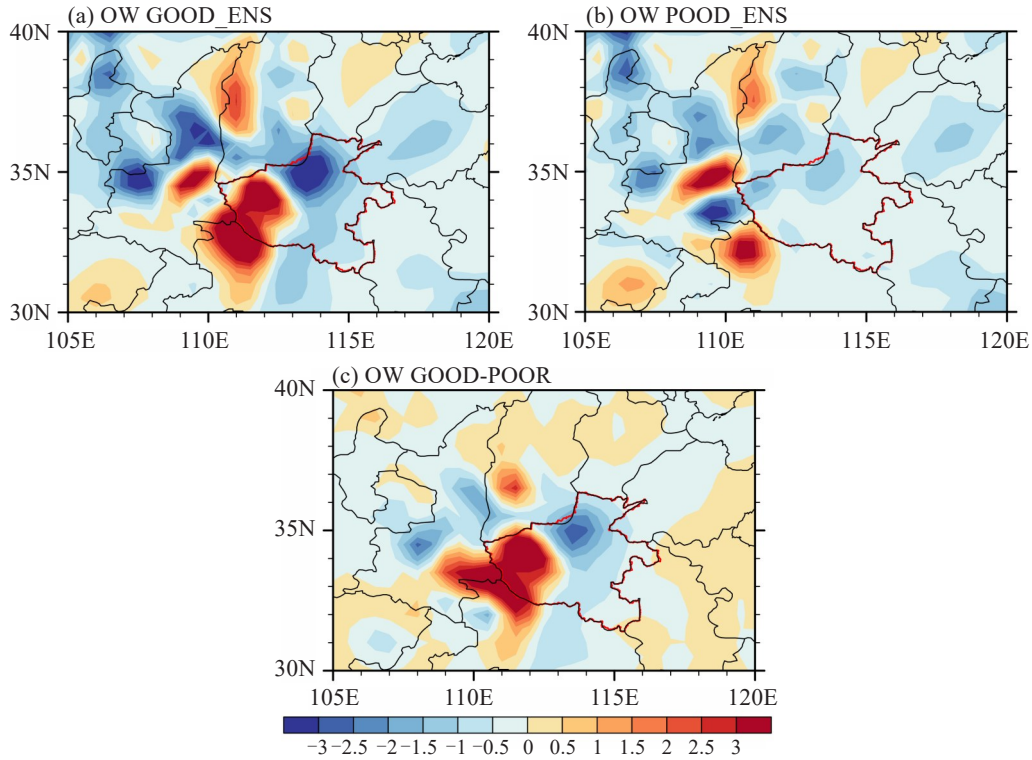 (a) OW GOOD_ENS
(b) OW POOD_ENS
40N
35N
30N
105E 110E 115E 120E
40N
35N
30N
105E 110E 115E 120E
(c) OW GOOD-POOR
40N
35N
30N
105E 110E 115E 120E
−3 −2.5 −2 −1.5 −1 −0.5 0 0.5 1 1.5 2 2.5 3